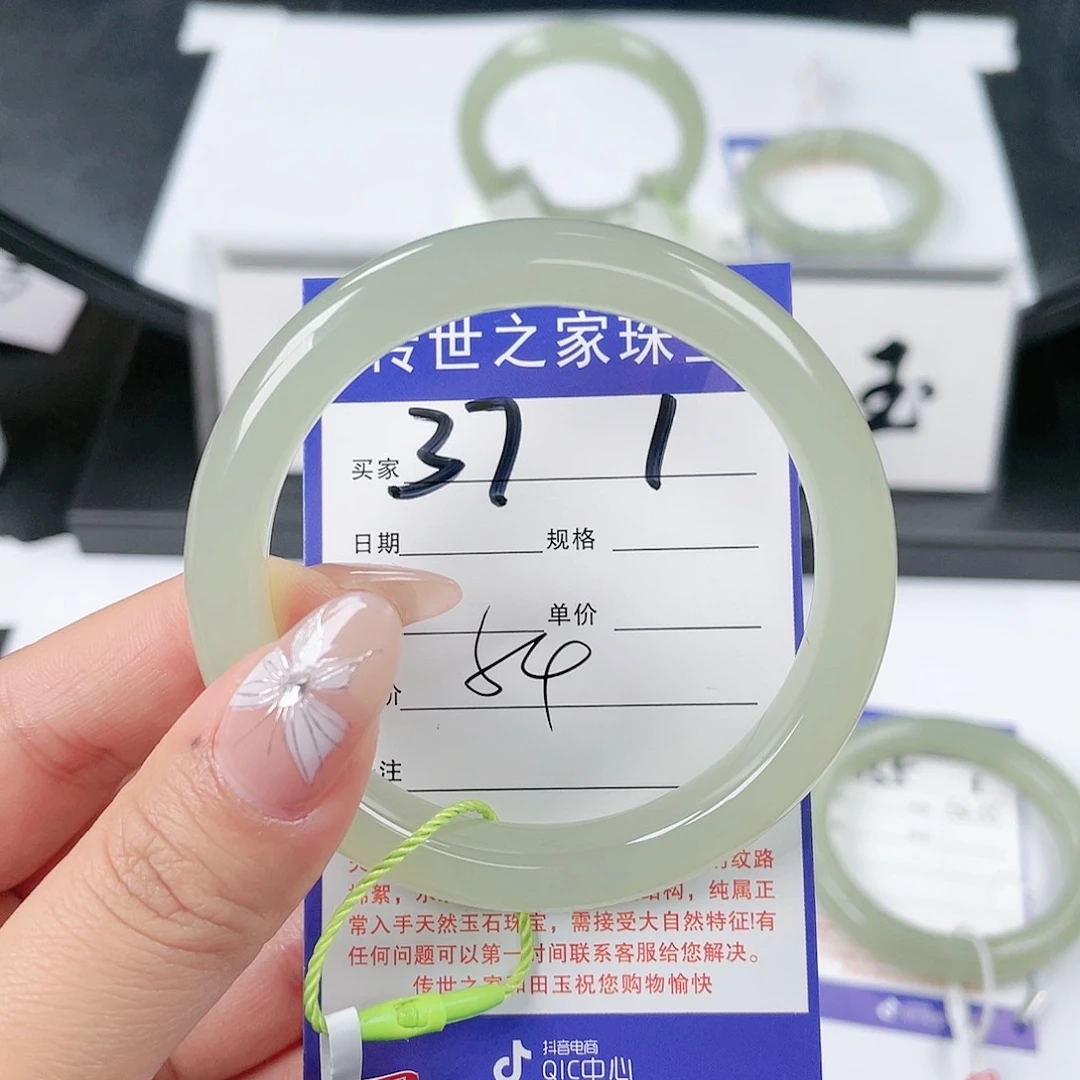 传世之家珠
买家 37 1
日期 规格
单价
价 84
注
纹路
棉絮，结构，纯属正
常入手天然玉石珠宝，需接受大自然特征!有
任何问题可以第一时间联系客服给您解决。
传世之家和田玉祝您购物愉快
抖音电商
QIC中心
玉